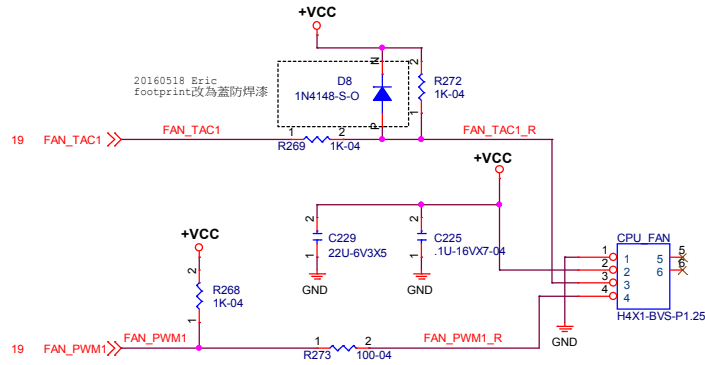 +VCC
20160518 Eric
footprint改為蓋防焊漆
D8
1N4148-S-O
N
P
2
R272
1K-04
1
19 FAN_TAC1
FAN_TAC1
1
2
R269
1K-04
FAN_TAC1_R
+VCC
+VCC
2
C229
22U-6V3X5
1
GND
2
C225
.1U-16VX7-04
1
GND
CPU_FAN
1 1 5 5
2 2 6 6
3 3
4 4
H4X1-BVS-P1.25
GND
2
R268
1K-04
1
19 FAN_PWM1
FAN_PWM1
1
2
R273
100-04
FAN_PWM1_R